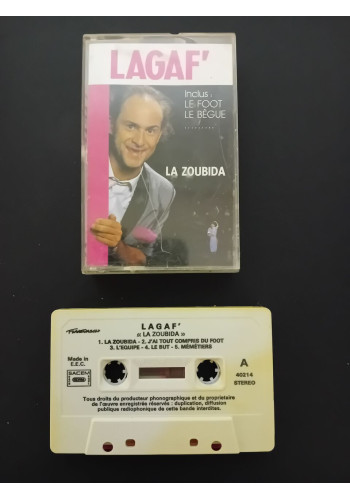 LAGAF'
Inclus :
LE FOOT
LE BÈGUE
LA ZOUBIDA
LAGAF'
« LA ZOUBIDA »
1. LA ZOUBIDA - 2. J'AI TOUT COMPRIS DU FOOT
3. L'EQUIPE - 4. LE BUT - 5. MÉMÉTIERS
Made in
E.E.C.
SACEM
A
40214
STEREO
Tous droits du producteur phonographique et du propriétaire
de l'œuvre enregistrés réservés : duplication, diffusion
publique radiophonique de cette bande interdites.